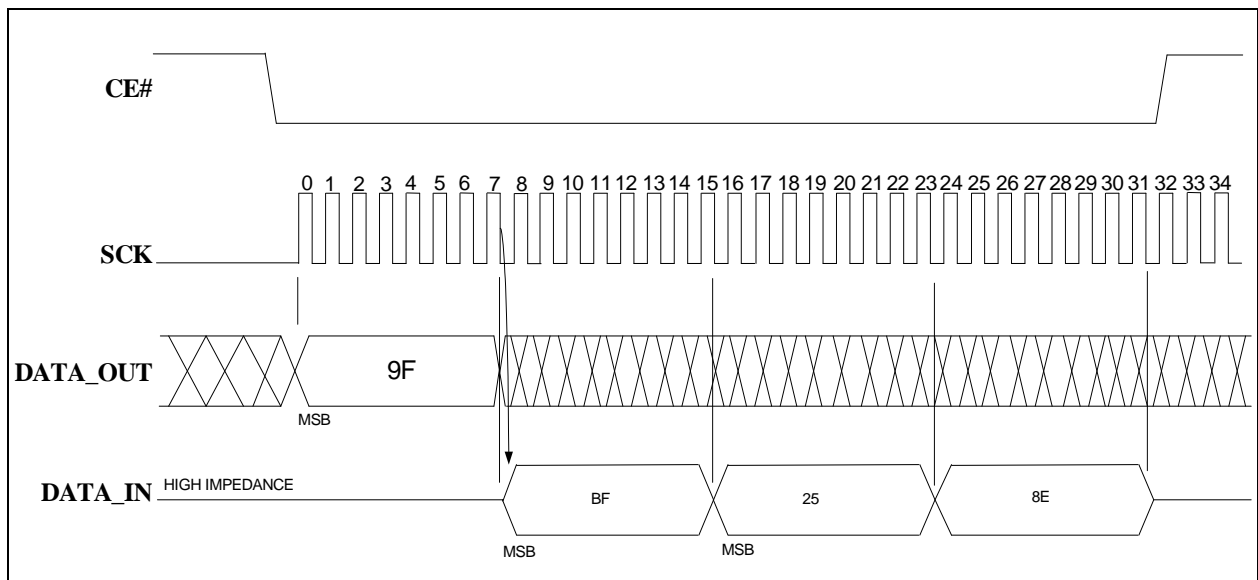 CE#
0 1 2 3 4 5 6 7 8 9 10 11 12 13 14 15 16 17 18 19 20 21 22 23 24 25 26 27 28 29 30 31 32 33 34
SCK
DATA_OUT
9F
MSB
DATA_IN
HIGH IMPEDANCE
BF
25
8E
MSB
MSB